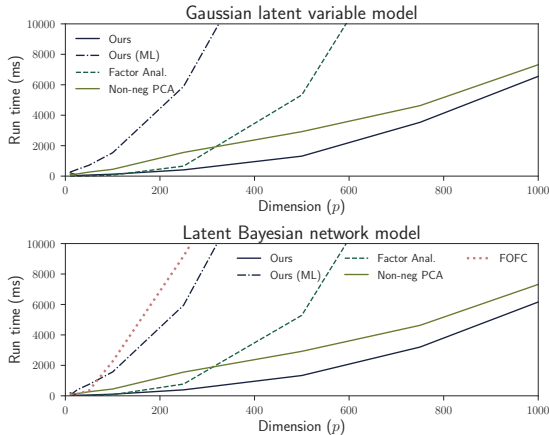 Gaussian latent variable model
10000
8000
6000
4000
2000
0
Run time (ms)
Ours
Ours (ML)
Factor Anal.
Non-neg PCA
0 200 400 600 800 1000
Dimension (p)
Latent Bayesian network model
10000
8000
6000
4000
2000
0
Run time (ms)
Ours Factor Anal. FOFC
Ours (ML) Non-neg PCA
0 200 400 600 800 1000
Dimension (p)